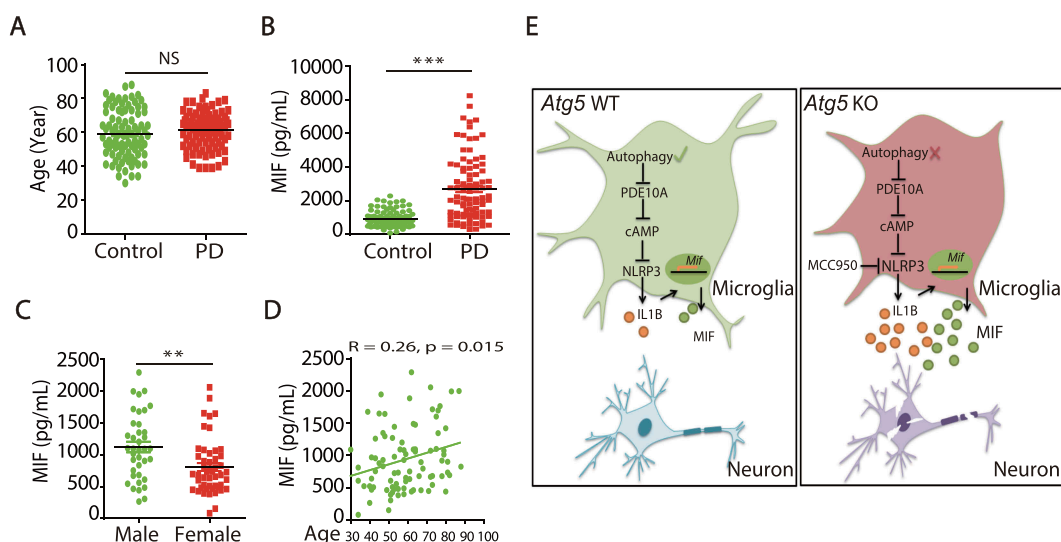 A
NS
Age (Year)
100
80
60
40
20
0
Control PD
B
***
MIF (pg/mL)
10000
8000
6000
4000
2000
0
Control PD
C
**
MIF (pg/mL)
2500
2000
1500
1000
500
0
Male Female
D
R = 0.26, p = 0.015
MIF (pg/mL)
2500
2000
1500
1000
500
0
Age 30 40 50 60 70 80 90 100
E
Atg5 WT
Autophagy
PDE10A
cAMP
NLRP3
Mif
Microglia
IL1B
MIF
Neuron
Atg5 KO
Autophagy
PDE10A
cAMP
MCC950
NLRP3
Mif
Microglia
IL1B
MIF
Neuron